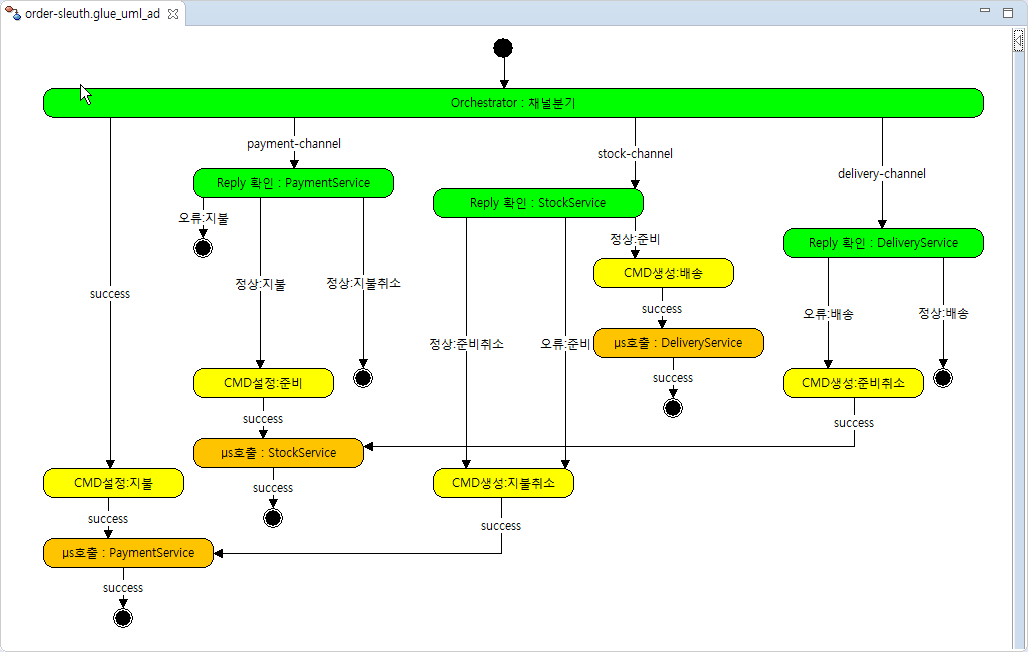 order-sleuth.glue_uml_ad
Orchestrator : 채널분기
payment-channel
stock-channel
delivery-channel
Reply 확인 : PaymentService
Reply 확인 : StockService
오류:지불
정상:준비
Reply 확인 : DeliveryService
CMD생성:배송
정상:지불
정상:지불취소
success
success
오류:배송
정상:배송
정상:준비취소
오류:준비
µs호출 : DeliveryService
success
CMD설정:준비
CMD생성:준비취소
success
success
µs호출 : StockService
CMD설정:지불
success
CMD생성:지불취소
success
success
µs호출 : PaymentService
success